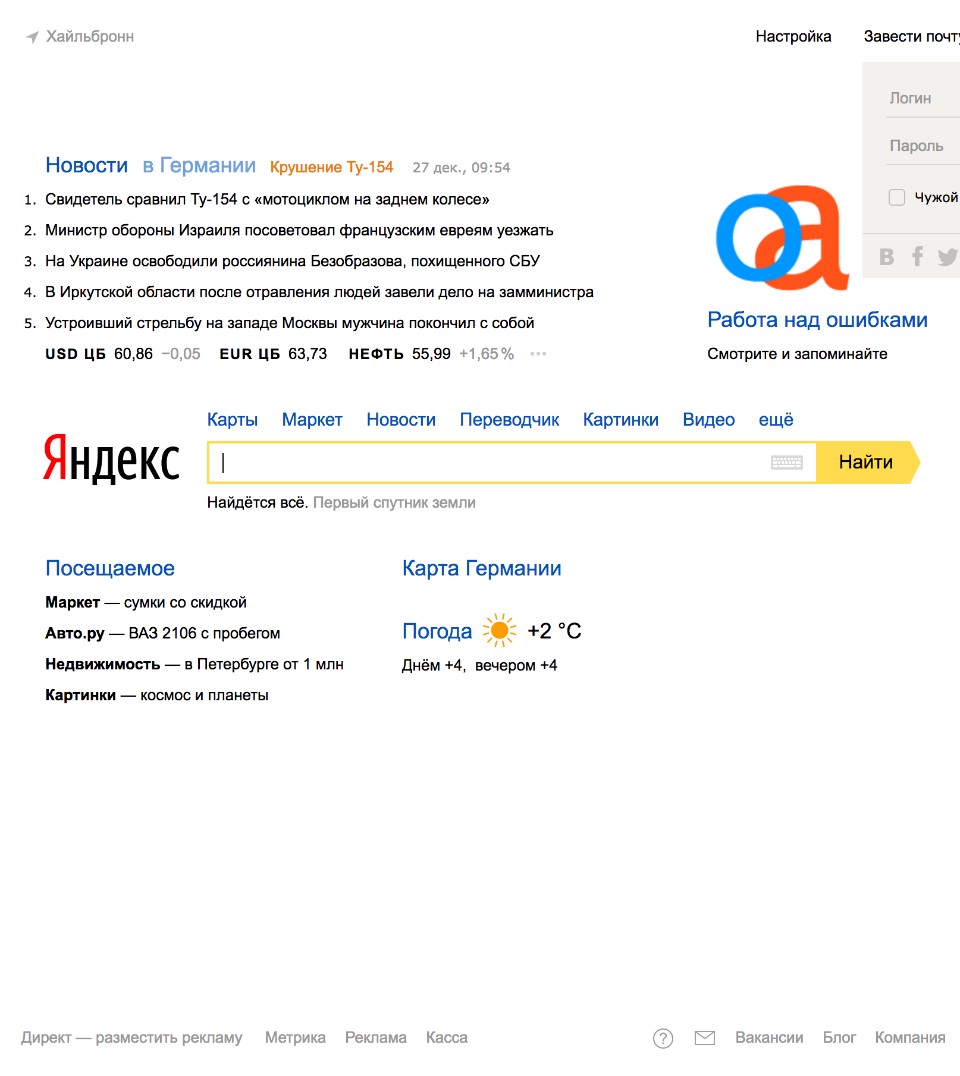 Хайльбронн
Настройка
Завести почту
Логин
Пароль
Чужой
Новости в Германии Крушение Ту-154 27 дек., 09:54
1. Свидетель сравнил Ту-154 с «мотоциклом на заднем колесе»
2. Министр обороны Израиля посоветовал французским евреям уезжать
3. На Украине освободили россиянина Безобразова, похищенного СБУ
4. В Иркутской области после отравления людей завели дело на замминистра
5. Устроивший стрельбу на западе Москвы мужчина покончил с собой
USD ЦБ 60,86 −0,05 EUR ЦБ 63,73 НЕФТЬ 55,99 +1,65% •••
оа
Работа над ошибками
Смотрите и запоминайте
Карты Маркет Новости Переводчик Картинки Видео ещё
Яндекс
Найти
Найдётся всё. Первый спутник земли
Посещаемое
Маркет — сумки со скидкой
Авто.ру — ВАЗ 2106 с пробегом
Недвижимость — в Петербурге от 1 млн
Картинки — космос и планеты
Карта Германии
Погода +2 °C
Днём +4, вечером +4
Директ — разместить рекламу Метрика Реклама Касса ? Вакансии Блог Компания